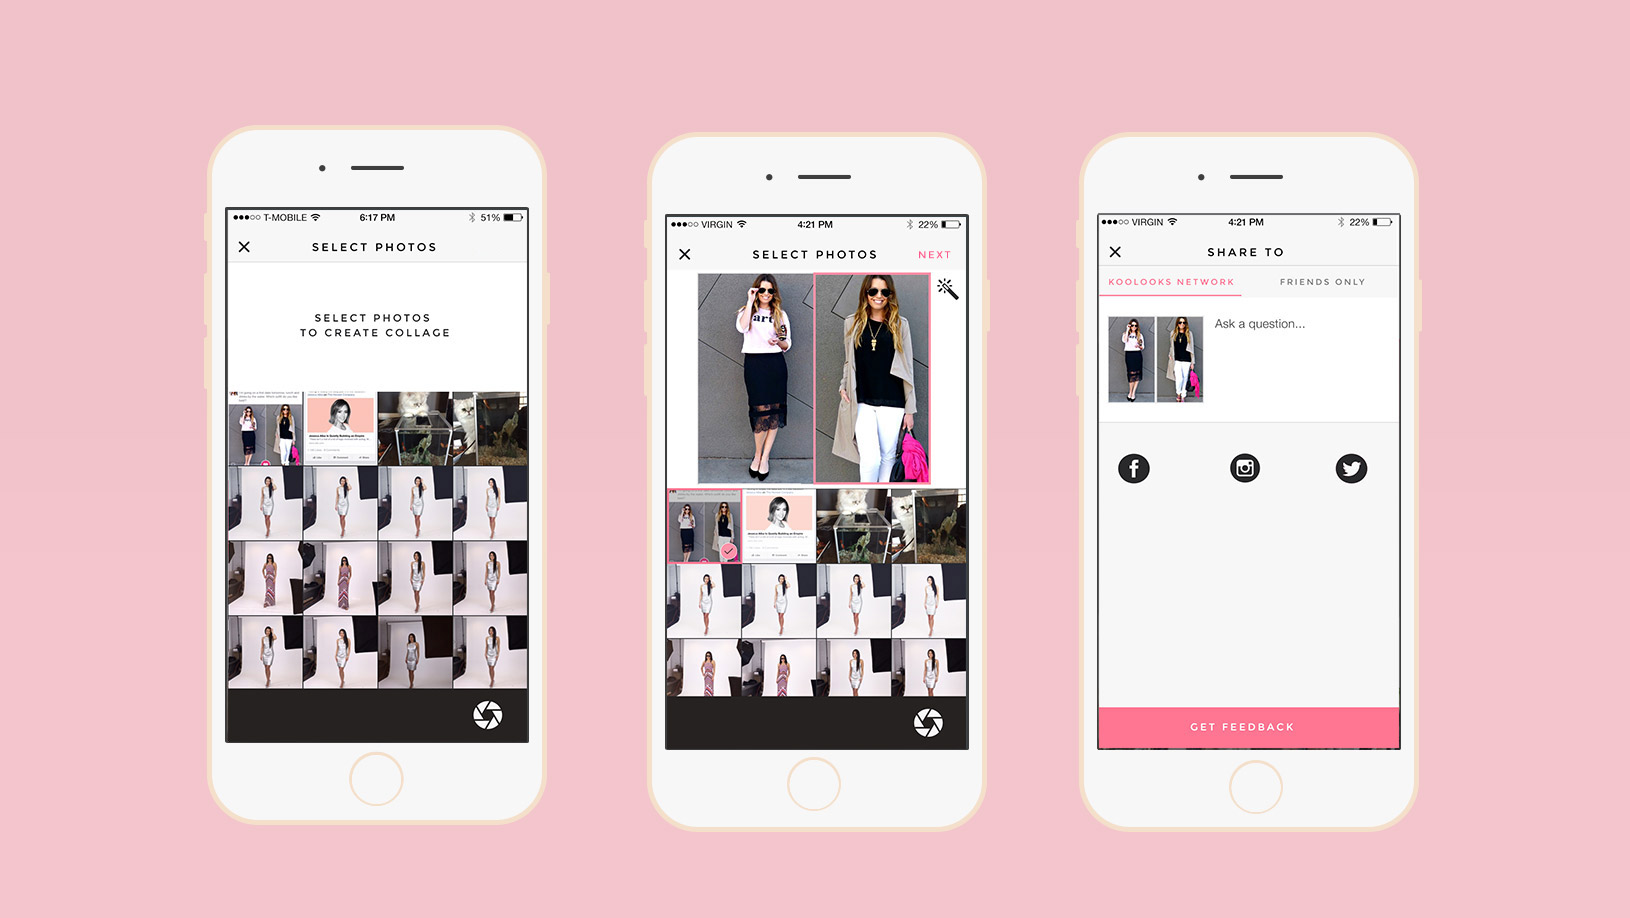 T-MOBILE
6:17 PM
51%
SELECT PHOTOS
SELECT PHOTOS
TO CREATE COLLAGE
VIRGIN
4:21 PM
22%
SELECT PHOTOS
NEXT
art
VIRGIN
4:21 PM
22%
SHARE TO
KOOLOOKS NETWORK
FRIENDS ONLY
Ask a question...
GET FEEDBACK